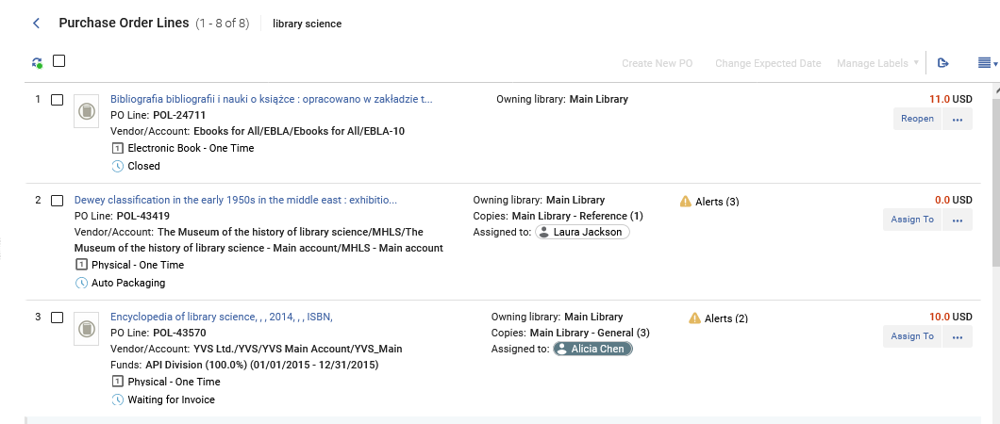 Purchase Order Lines (1 - 8 of 8) library science
Create New PO Change Expected Date Manage Labels
1 Bibliografia bibliografii i nauki o książce : opracowano w zakładzie t... Owning library: Main Library 11.0 USD
PO Line: POL-24711 Reopen ...
Vendor/Account: Ebooks for All/EBLA/Ebooks for All/EBLA-10
1 Electronic Book - One Time
Closed
2 Dewey classification in the early 1950s in the middle east : exhibitio... Owning library: Main Library Alerts (3) 0.0 USD
PO Line: POL-43419 Copies: Main Library - Reference (1) Assign To ...
Vendor/Account: The Museum of the history of library science/MHLS/The Assigned to: Laura Jackson
Museum of the history of library science - Main account/MHLS - Main account
1 Physical - One Time
Auto Packaging
3 Encyclopedia of library science, , , 2014, , , ISBN, Owning library: Main Library Alerts (2) 10.0 USD
PO Line: POL-43570 Copies: Main Library - General (3) Assign To ...
Vendor/Account: YVS Ltd./YVS/YVS Main Account/YVS_Main Assigned to: Alicia Chen
Funds: API Division (100.0%) (01/01/2015 - 12/31/2015)
1 Physical - One Time
Waiting for Invoice